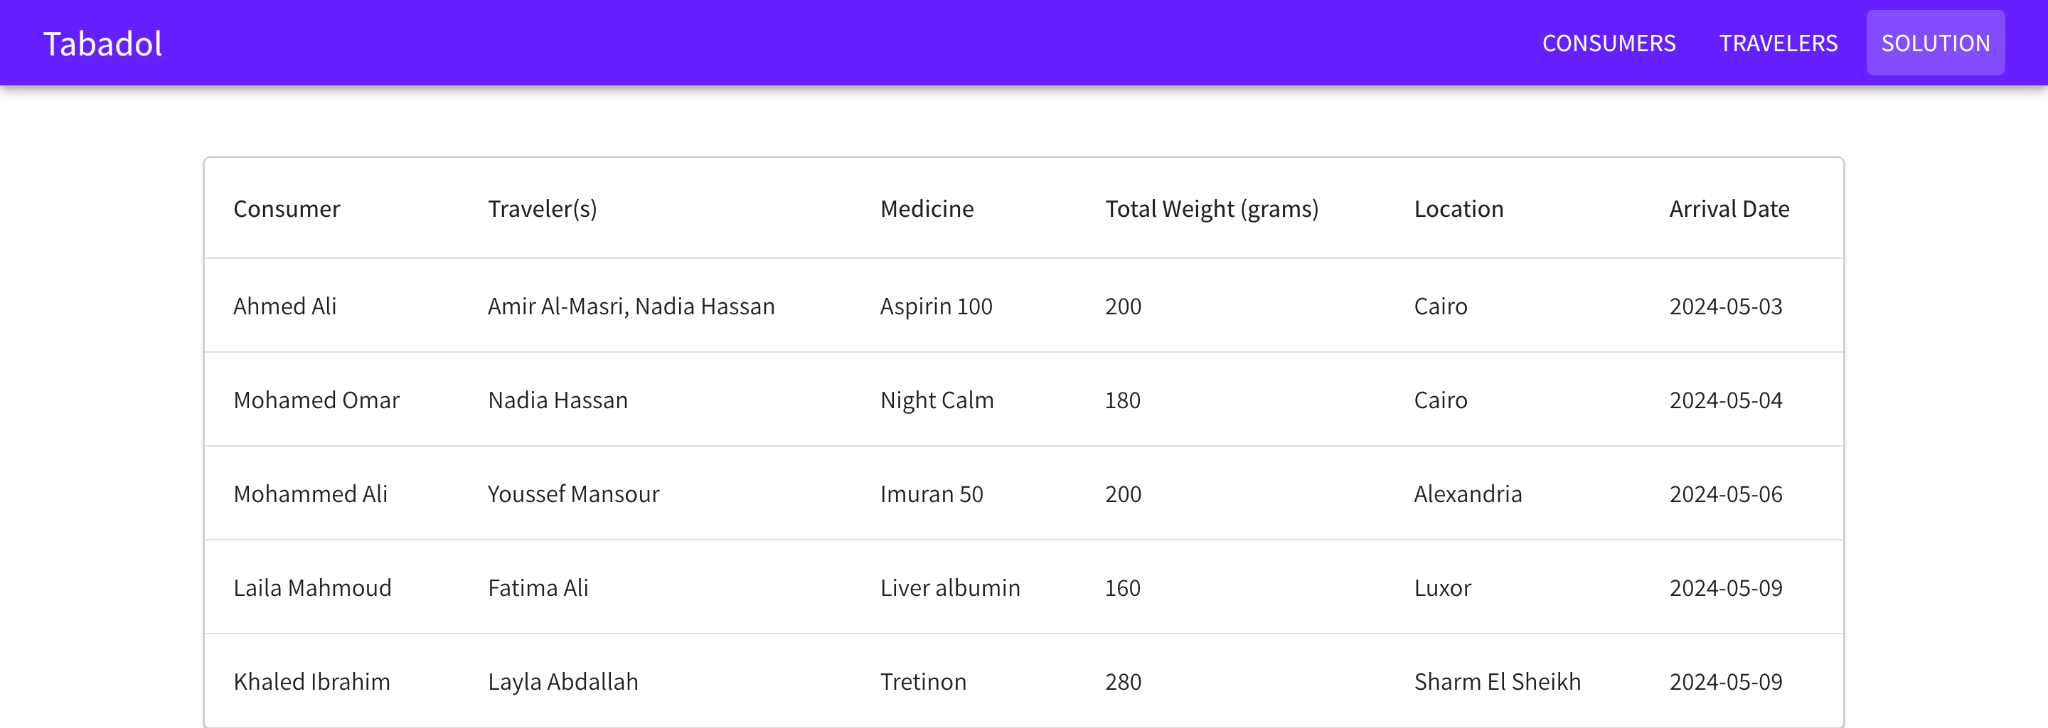 Tabadol CONSUMERS TRAVELERS SOLUTION
Consumer Traveler(s) Medicine Total Weight (grams) Location Arrival Date
Ahmed Ali Amir Al-Masri, Nadia Hassan Aspirin 100 200 Cairo 2024-05-03
Mohamed Omar Nadia Hassan Night Calm 180 Cairo 2024-05-04
Mohammed Ali Youssef Mansour Imuran 50 200 Alexandria 2024-05-06
Laila Mahmoud Fatima Ali Liver albumin 160 Luxor 2024-05-09
Khaled Ibrahim Layla Abdallah Tretinon 280 Sharm El Sheikh 2024-05-09